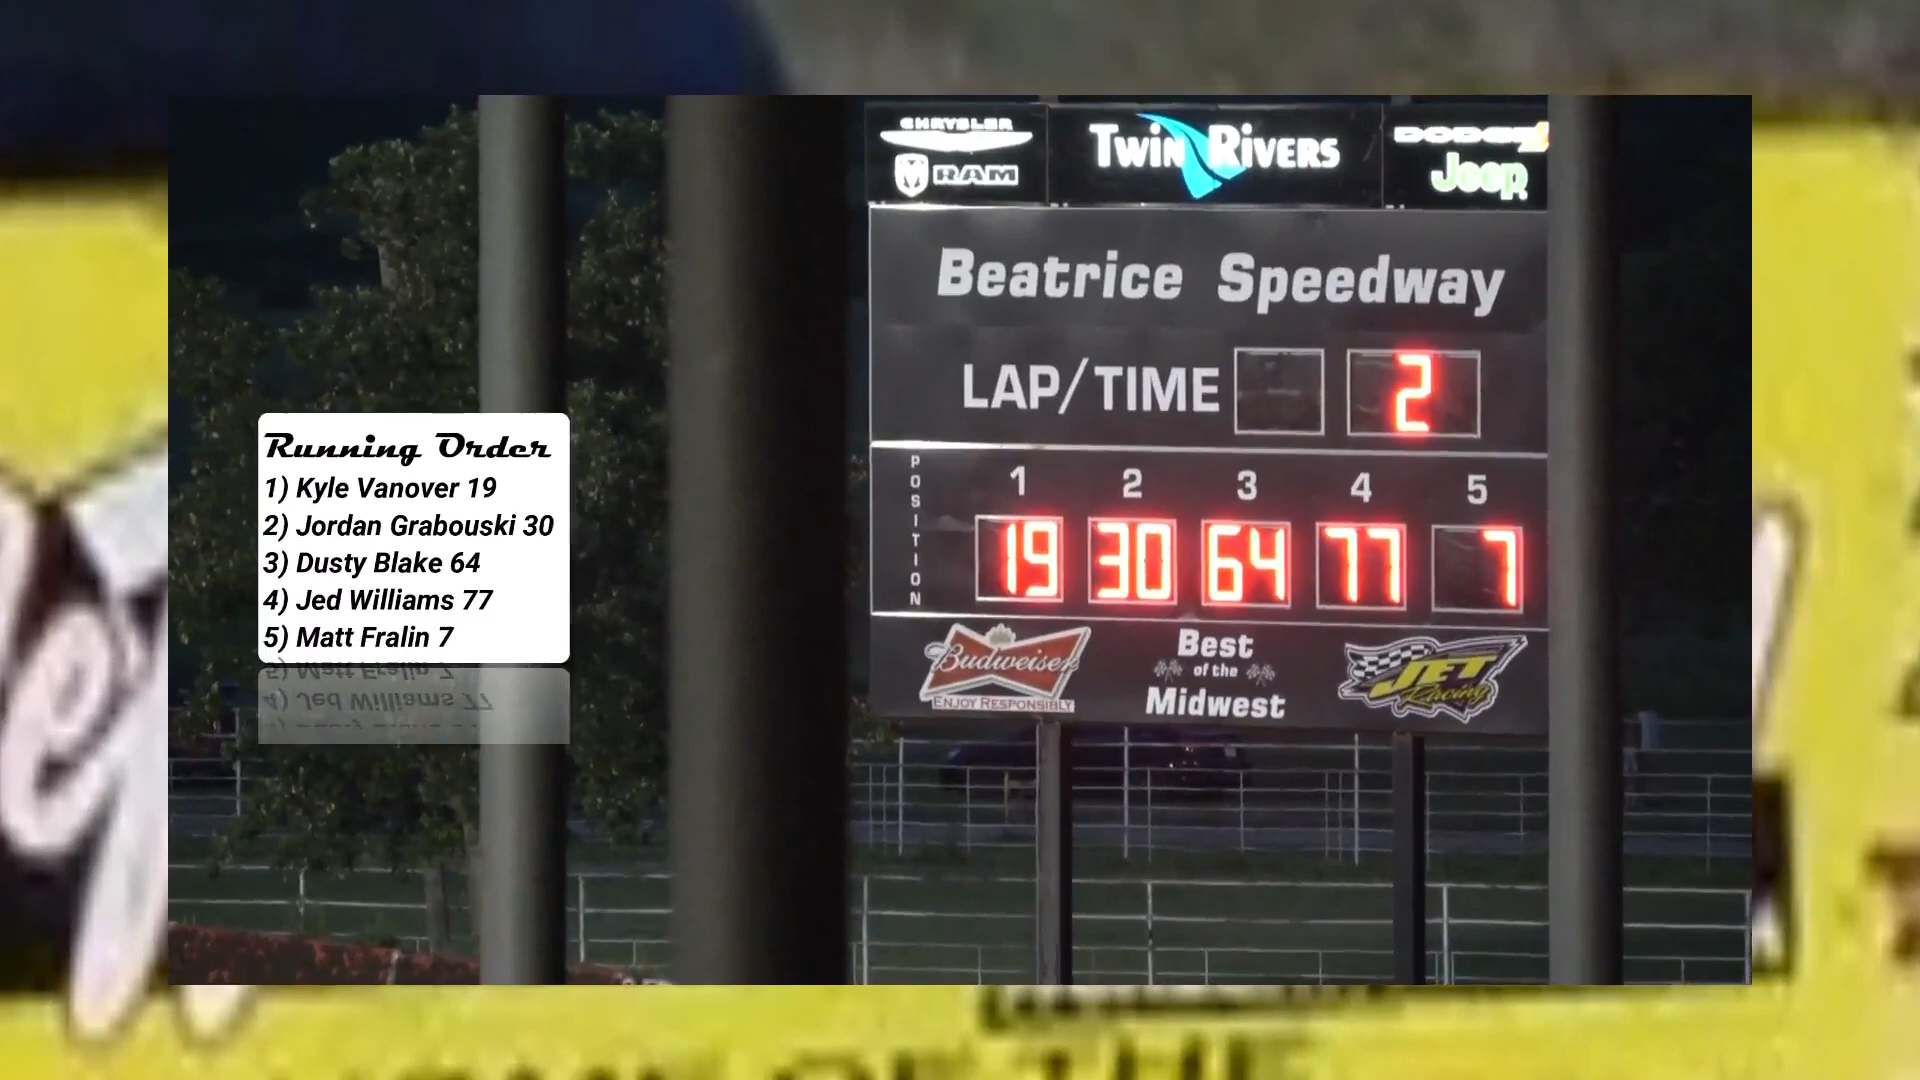 CHRYSLER
RAM
TWIN RIVERS
DODGE
Jeep
Beatrice Speedway
LAP/TIME 2
POSITION
1 2 3 4 5
19 30 64 77 7
Budweiser
ENJOY RESPONSIBLY
Best
of the
Midwest
JET
Racing
Running Order
1) Kyle Vanover 19
2) Jordan Grabouski 30
3) Dusty Blake 64
4) Jed Williams 77
5) Matt Fralin 7